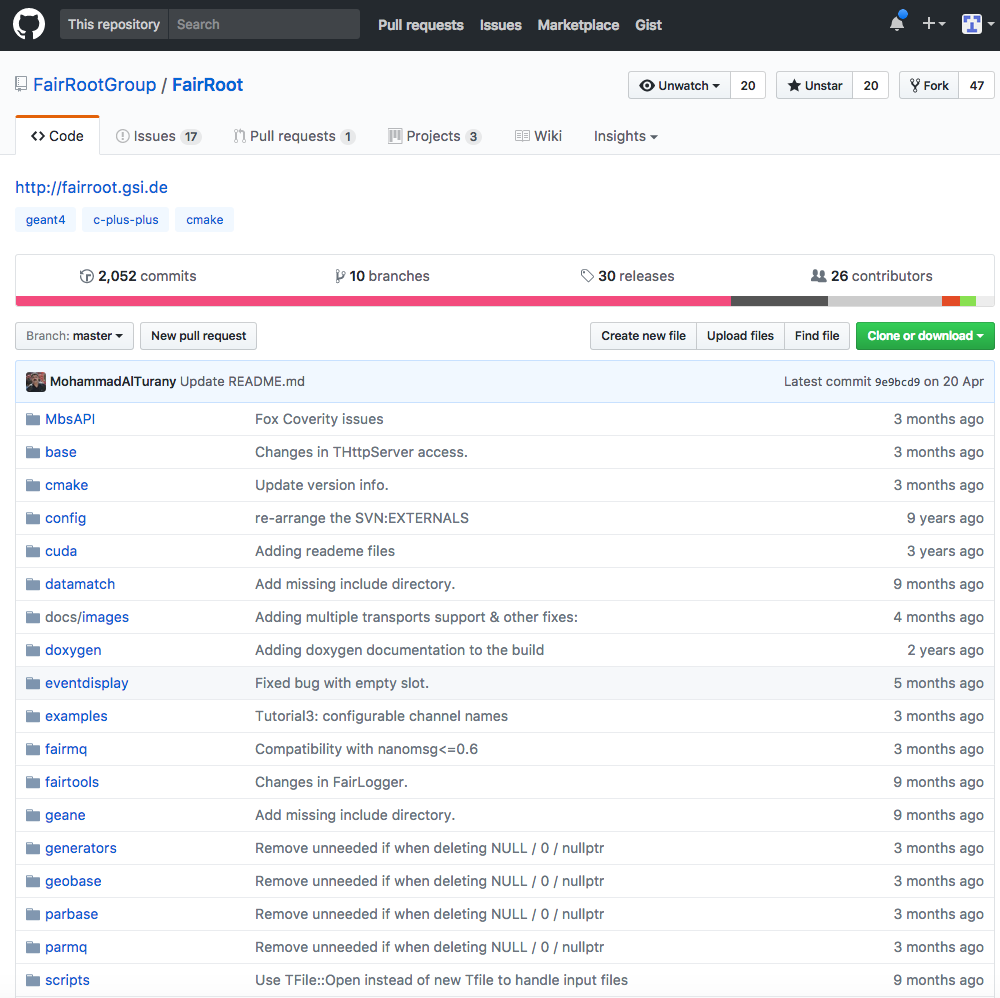 This repository Search Pull requests Issues Marketplace Gist
FairRootGroup / FairRoot Unwatch 20 Unstar 20 Fork 47
Code Issues 17 Pull requests 1 Projects 3 Wiki Insights
http://fairroot.gsi.de
geant4 c-plus-plus cmake
2,052 commits 10 branches 30 releases 26 contributors
Branch: master New pull request Create new file Upload files Find file Clone or download
MohammadAlTurany Update README.md Latest commit 9e9bcd9 on 20 Apr
MbsAPI Fox Coverity issues 3 months ago
base Changes in THttpServer access. 3 months ago
cmake Update version info. 3 months ago
config re-arrange the SVN:EXTERNALS 9 years ago
cuda Adding reademe files 3 years ago
datamatch Add missing include directory. 9 months ago
docs/images Adding multiple transports support & other fixes: 4 months ago
doxygen Adding doxygen documentation to the build 2 years ago
eventdisplay Fixed bug with empty slot. 5 months ago
examples Tutorial3: configurable channel names 3 months ago
fairmq Compatibility with nanomsg<=0.6 3 months ago
fairtools Changes in FairLogger. 9 months ago
geane Add missing include directory. 9 months ago
generators Remove unneeded if when deleting NULL / 0 / nullptr 3 months ago
geobase Remove unneeded if when deleting NULL / 0 / nullptr 3 months ago
parbase Remove unneeded if when deleting NULL / 0 / nullptr 3 months ago
parmq Remove unneeded if when deleting NULL / 0 / nullptr 3 months ago
scripts Use TFile::Open instead of new Tfile to handle input files 9 months ago